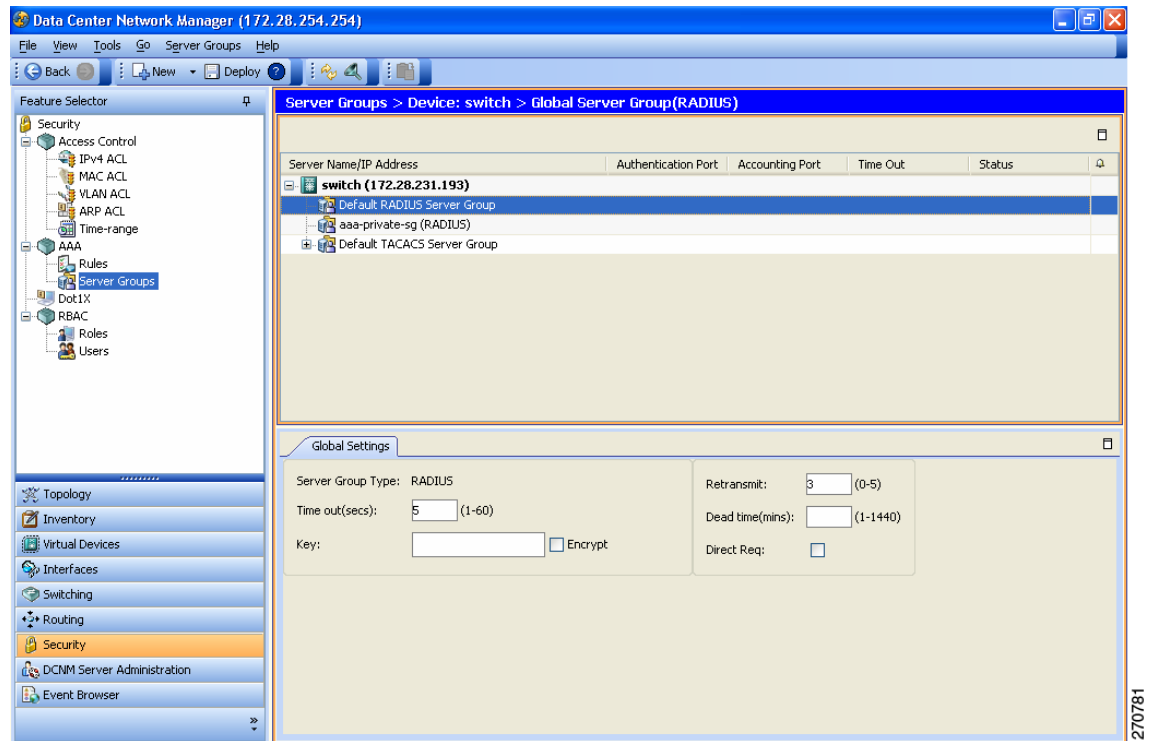 Data Center Network Manager (172.28.254.254)
File View Tools Go Server Groups Help
Back New Deploy
Feature Selector
Security
Access Control
IPv4 ACL
MAC ACL
VLAN ACL
ARP ACL
Time-range
AAA
Rules
Server Groups
Dot1X
RBAC
Roles
Users
Topology
Inventory
Virtual Devices
Interfaces
Switching
Routing
Security
DCNM Server Administration
Event Browser
Server Groups > Device: switch > Global Server Group(RADIUS)
Server Name/IP Address Authentication Port Accounting Port Time Out Status
switch (172.28.231.193)
Default RADIUS Server Group
aaa-private-sg (RADIUS)
Default TACACS Server Group
Global Settings
Server Group Type: RADIUS
Time out(secs): 5 (1-60)
Key: Encrypt
Retransmit: 3 (0-5)
Dead time(mins): (1-1440)
Direct Req:
270781